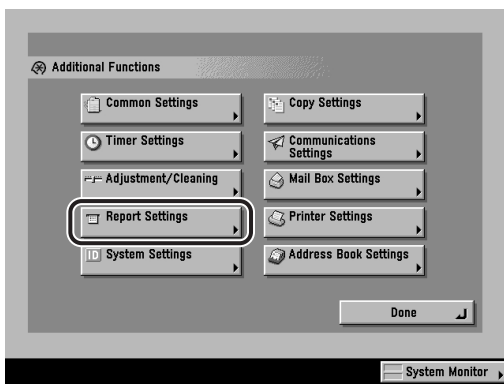 Additional Functions
Common Settings
Copy Settings
Timer Settings
Communications
Settings
Adjustment/Cleaning
Mail Box Settings
Report Settings
Printer Settings
ID
System Settings
Address Book Settings
Done
System Monitor